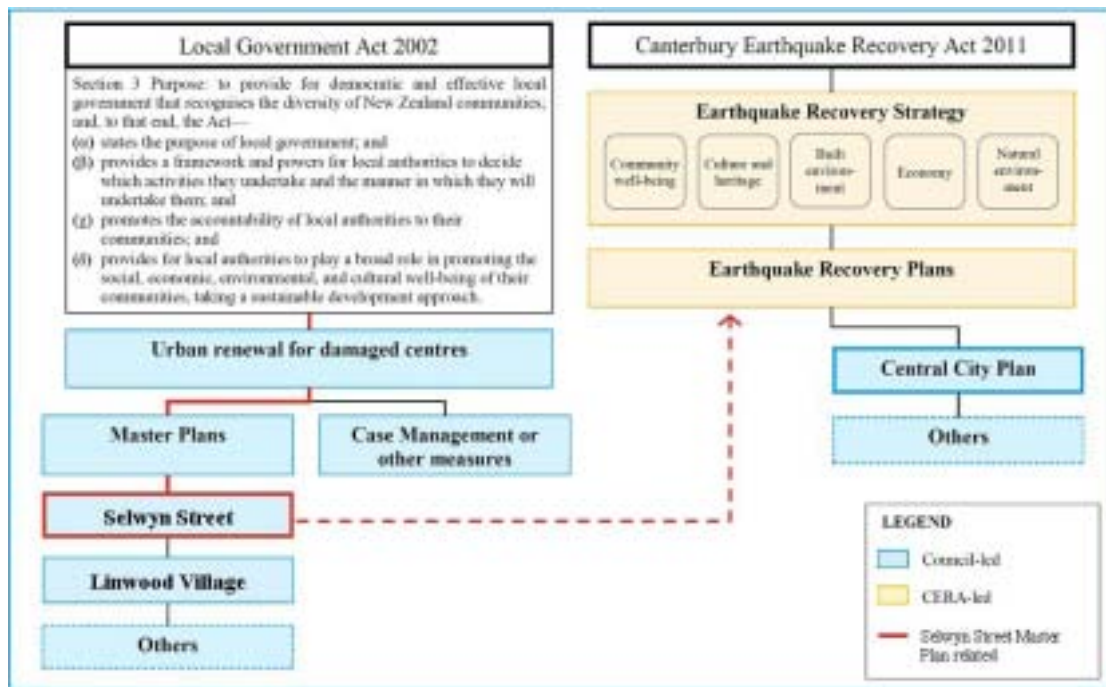 Local Government Act 2002
Section 3 Purpose: to provide for democratic and effective local
government that recognises the diversity of New Zealand communities,
and, to that end, the Act—
(α) states the purpose of local government; and
(β) provides a framework and powers for local authorities to decide
which activities they undertake and the manner in which they will
undertake them; and
(χ) promotes the accountability of local authorities to their
communities; and
(δ) provides for local authorities to play a broad role in promoting the
social, economic, environmental, and cultural well-being of their
communities, taking a sustainable development approach.
Urban renewal for damaged centres
Master Plans
Case Management or
other measures
Selwyn Street
Linwood Village
Others
Canterbury Earthquake Recovery Act 2011
Earthquake Recovery Strategy
Community
well-being
Culture and
heritage
Built
environ-
ment
Economy
Natural
environ-
ment
Earthquake Recovery Plans
Central City Plan
Others
LEGEND
Council-led
CERA-led
Selwyn Street Master
Plan related